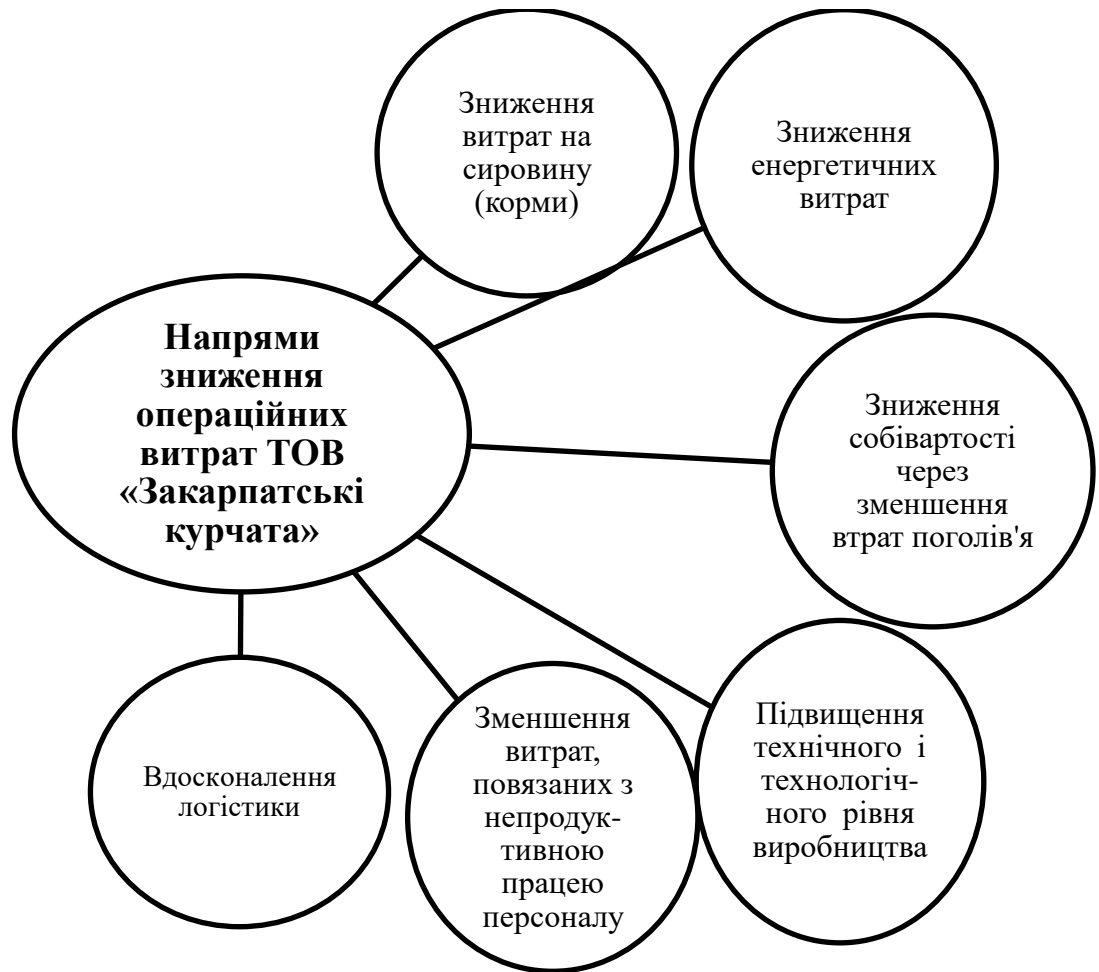 Зниження
витрат на
сировину
(корми)
Зниження
енергетичних
витрат
Напрями
зниження
операційних
витрат ТОВ
«Закарпатські
курчата»
Зниження
собівартості
через
зменшення
втрат поголів'я
Підвищення
технічного і
технологіч-
ного рівня
виробництва
Зменшення
витрат,
повязаних з
непродук-
тивною
працею
персоналу
Вдосконалення
логістики